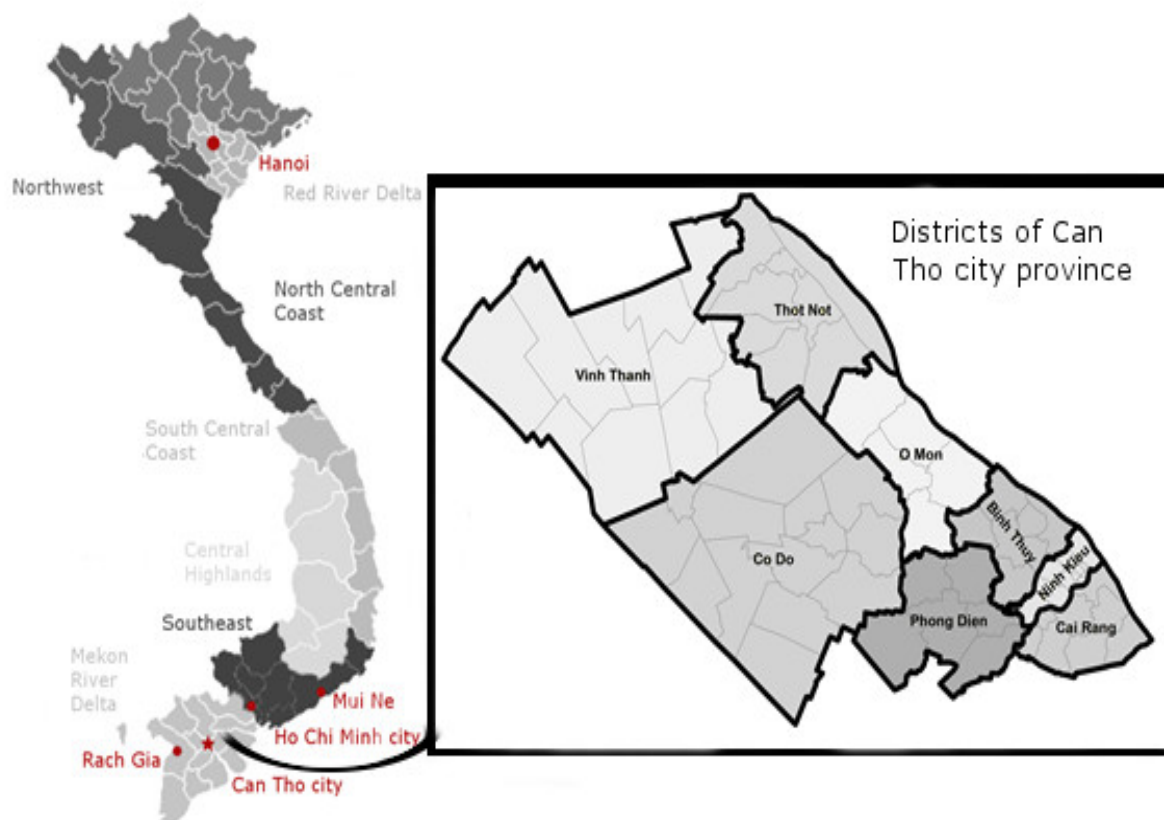 Hanoi
Northwest
Red River Delta
North Central
Coast
South Central
Coast
Central
Highlands
Southeast
Mekon
River
Delta
Mui Ne
Ho Chi Minh city
Rach Gia
Can Tho city
Districts of Can
Tho city province
Thot Not
Vinh Thanh
O Mon
Binh Thuy
Co Do
Ninh Kieu
Phong Dien
Cai Rang